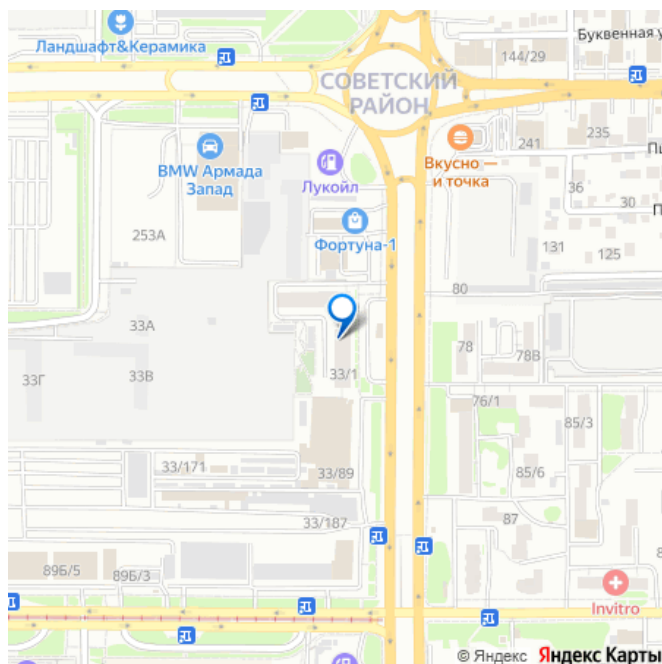 Ландшафт&Керамика
Буквенная у
144/29
СОВЕТСКИЙ
РАЙОН
BMW Армада
Запад
Лукойл
Вкусно —
и точка
241
235
Пи
36
30
П
253А
Фортуна-1
131
125
80
33А
78
78В
33Г
33В
33/1
76/1
85/3
33/171
33/89
85/6
33/187
87
89Б/5
89Б/3
Invitro
© Яндекс Яндекс Карты